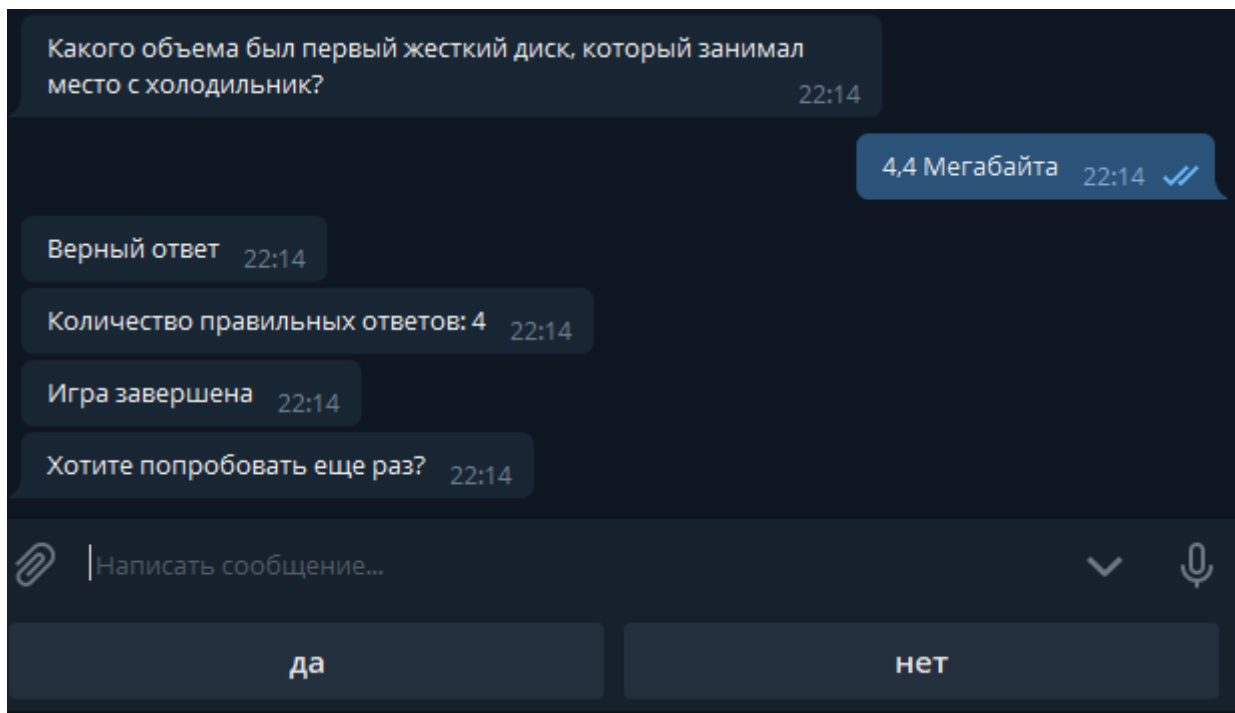 Какого объема был первый жесткий диск, который занимал
место с холодильник?
22:14
4,4 Мегабайта 22:14
Верный ответ 22:14
Количество правильных ответов: 4 22:14
Игра завершена 22:14
Хотите попробовать еще раз? 22:14
Написать сообщение...
да нет